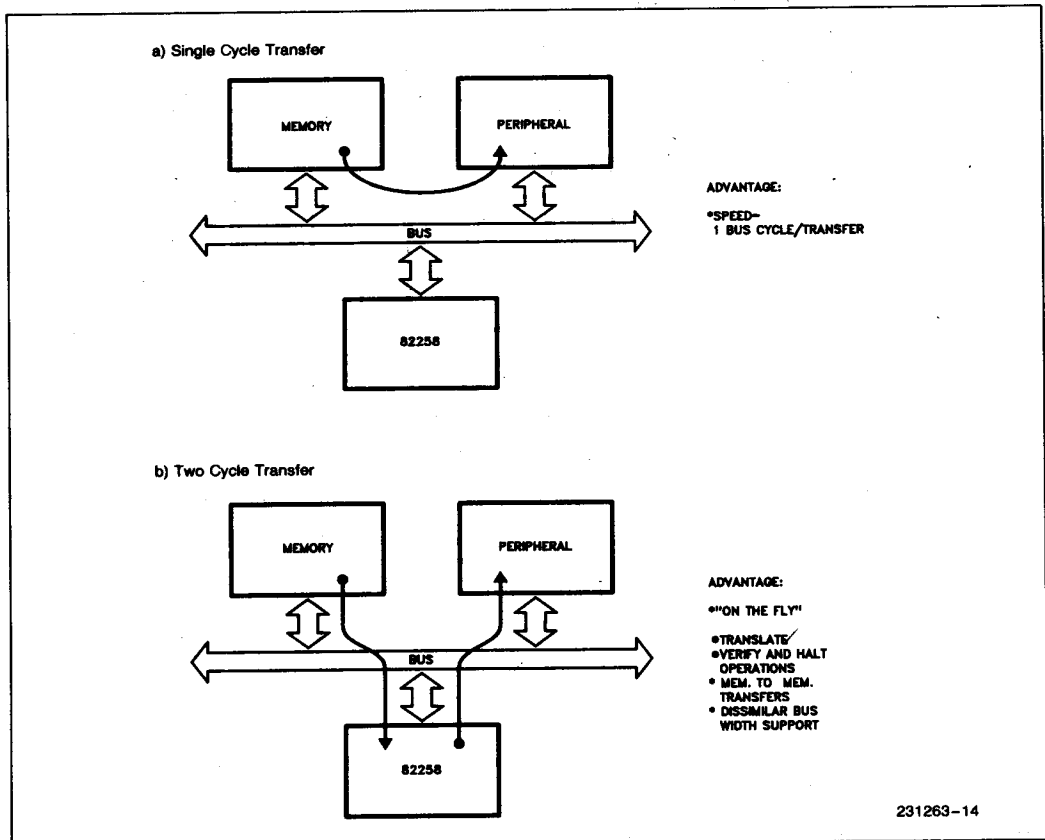 a) Single Cycle Transfer
MEMORY
PERIPHERAL
BUS
82258
ADVANTAGE:
*SPEED-
1 BUS CYCLE/TRANSFER
b) Two Cycle Transfer
MEMORY
PERIPHERAL
BUS
82258
ADVANTAGE:
*"ON THE FLY"
●TRANSLATE/
●VERIFY AND HALT
OPERATIONS
* MEM. TO MEM.
TRANSFERS
* DISSIMILAR BUS
WIDTH SUPPORT
231263-14